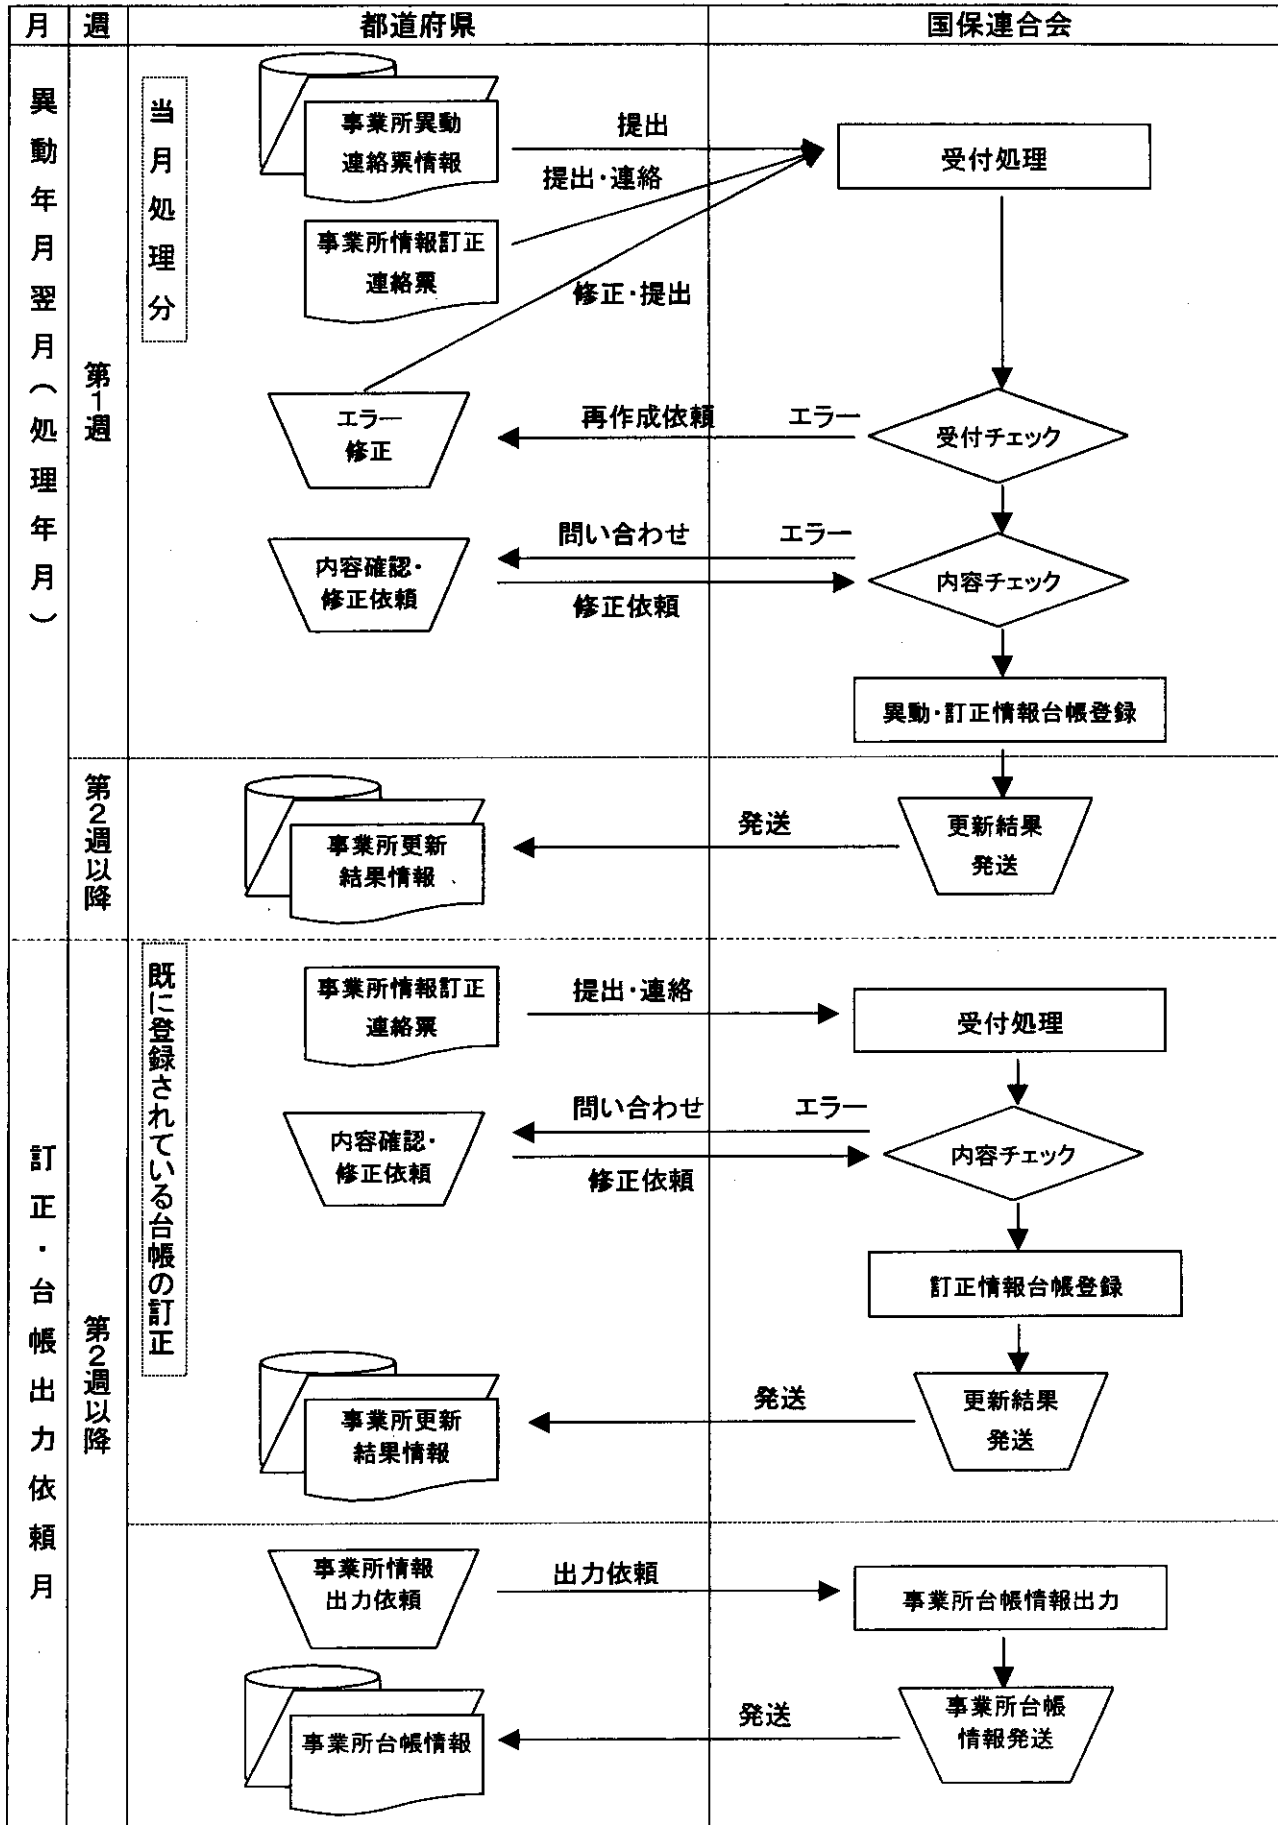 月 週 都道府県 国保連合会
異動年月翌月(処理年月)
第1週
当月処理分
事業所異動
連絡票情報
提出
受付処理
提出・連絡
事業所情報訂正
連絡票
修正・提出
エラー
修正
再作成依頼 エラー
受付チェック
問い合わせ エラー
内容確認・
修正依頼
修正依頼
内容チェック
異動・訂正情報台帳登録
第2週以降
事業所更新
結果情報
発送
更新結果
発送
訂正・台帳出力依頼月
第2週以降
既に登録されている台帳の訂正
事業所情報訂正
連絡票
提出・連絡
受付処理
問い合わせ エラー
内容確認・
修正依頼
修正依頼
内容チェック
訂正情報台帳登録
事業所更新
結果情報
発送
更新結果
発送
事業所情報
出力依頼
出力依頼
事業所台帳情報出力
事業所台帳情報
発送
事業所台帳
情報発送